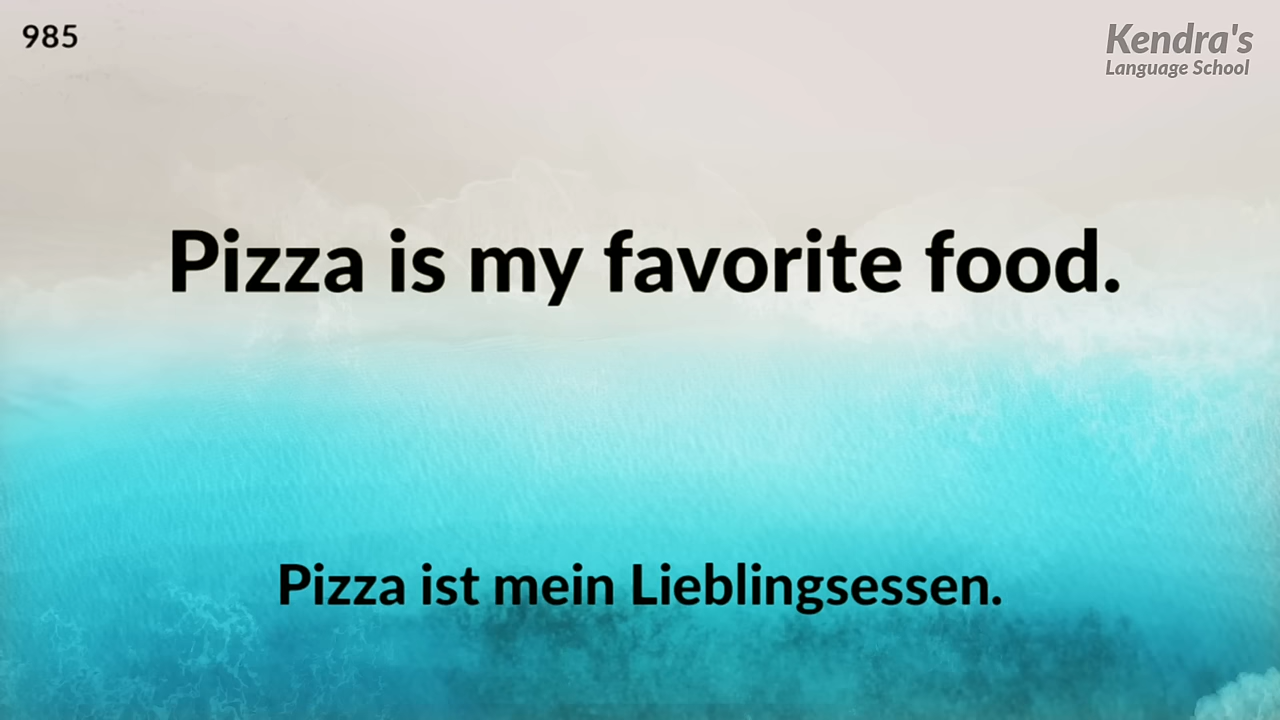 985
Kendra's
Language School
Pizza is my favorite food.
Pizza ist mein Lieblingsessen.